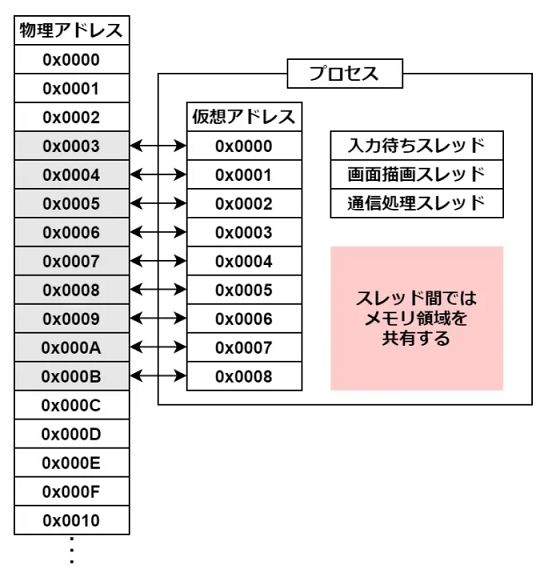 物理アドレス
0x0000
0x0001
0x0002
0x0003
0x0004
0x0005
0x0006
0x0007
0x0008
0x0009
0x000A
0x000B
0x000C
0x000D
0x000E
0x000F
0x0010
プロセス
仮想アドレス
0x0000
0x0001
0x0002
0x0003
0x0004
0x0005
0x0006
0x0007
0x0008
入力待ちスレッド
画面描画スレッド
通信処理スレッド
スレッド間では
メモリ領域を
共有する